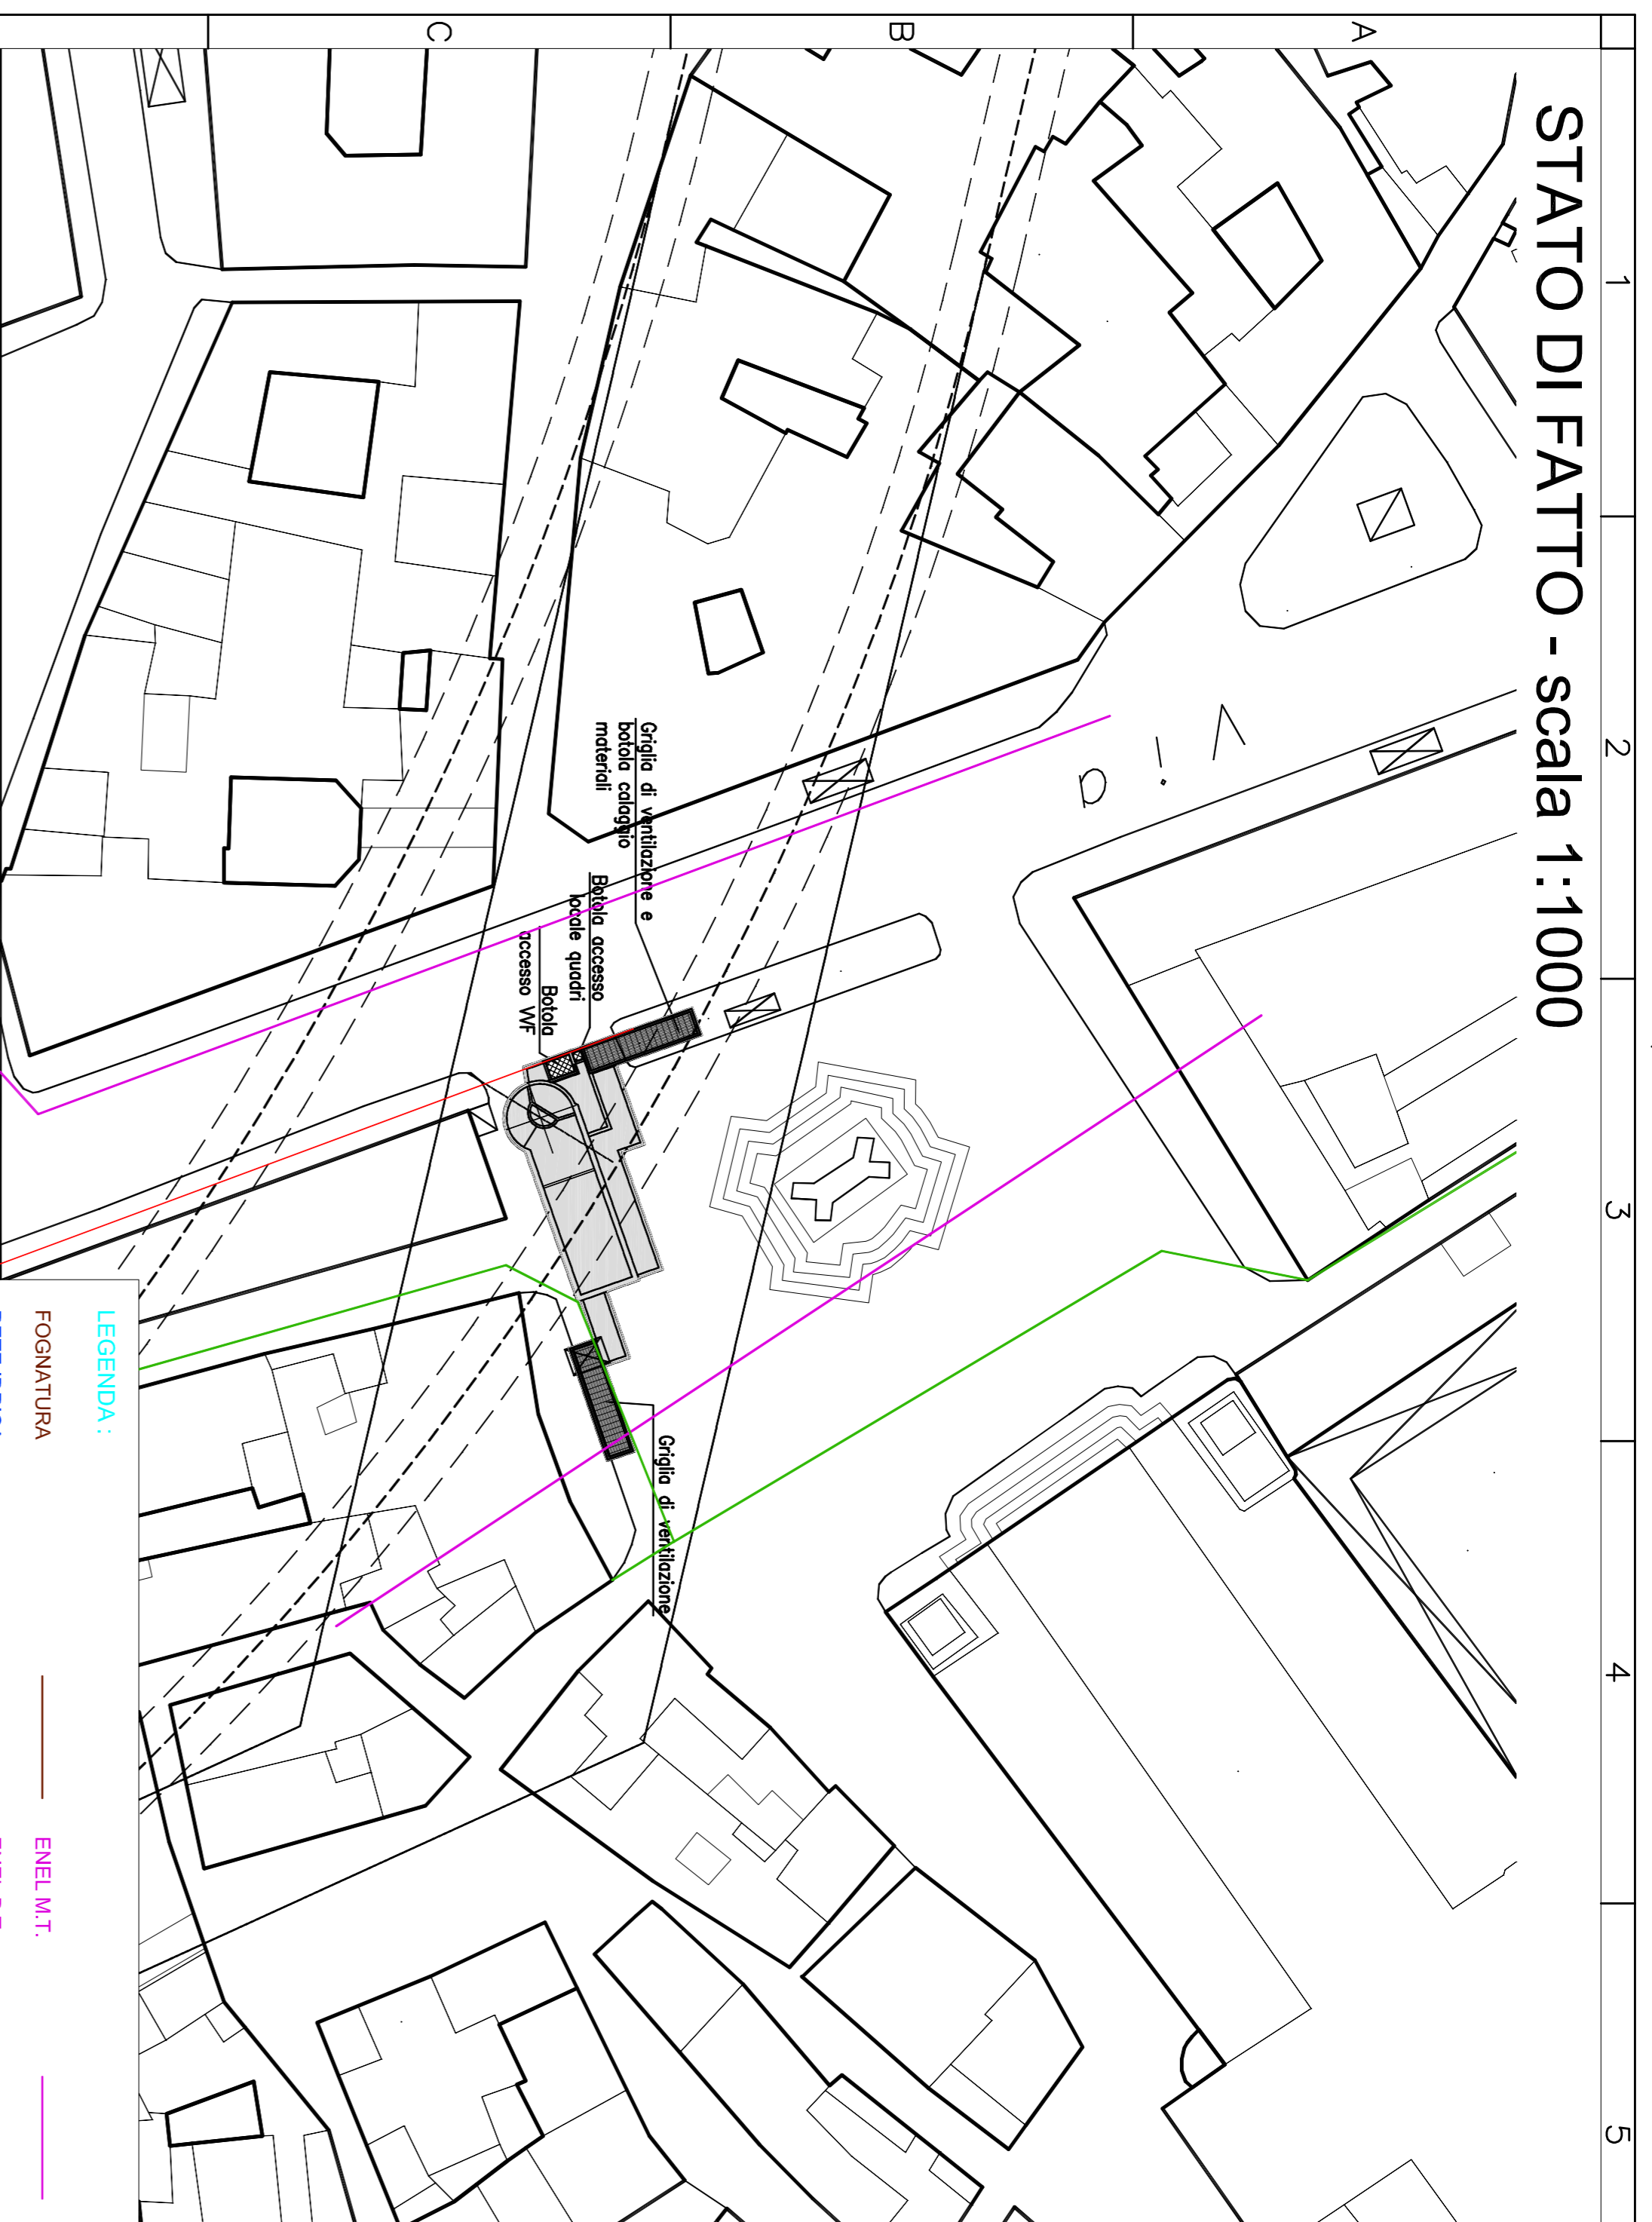 STATO DI FATTO - scala 1:1000
1
2
3
4
5
A
B
C
P.V
Griglia di ventilazione e
botola calaggio
materiali
Botola accesso
locale quadri
Botola
accesso VVF
Griglia di ventilazione
LEGENDA :
FOGNATURA
ENEL M.T.